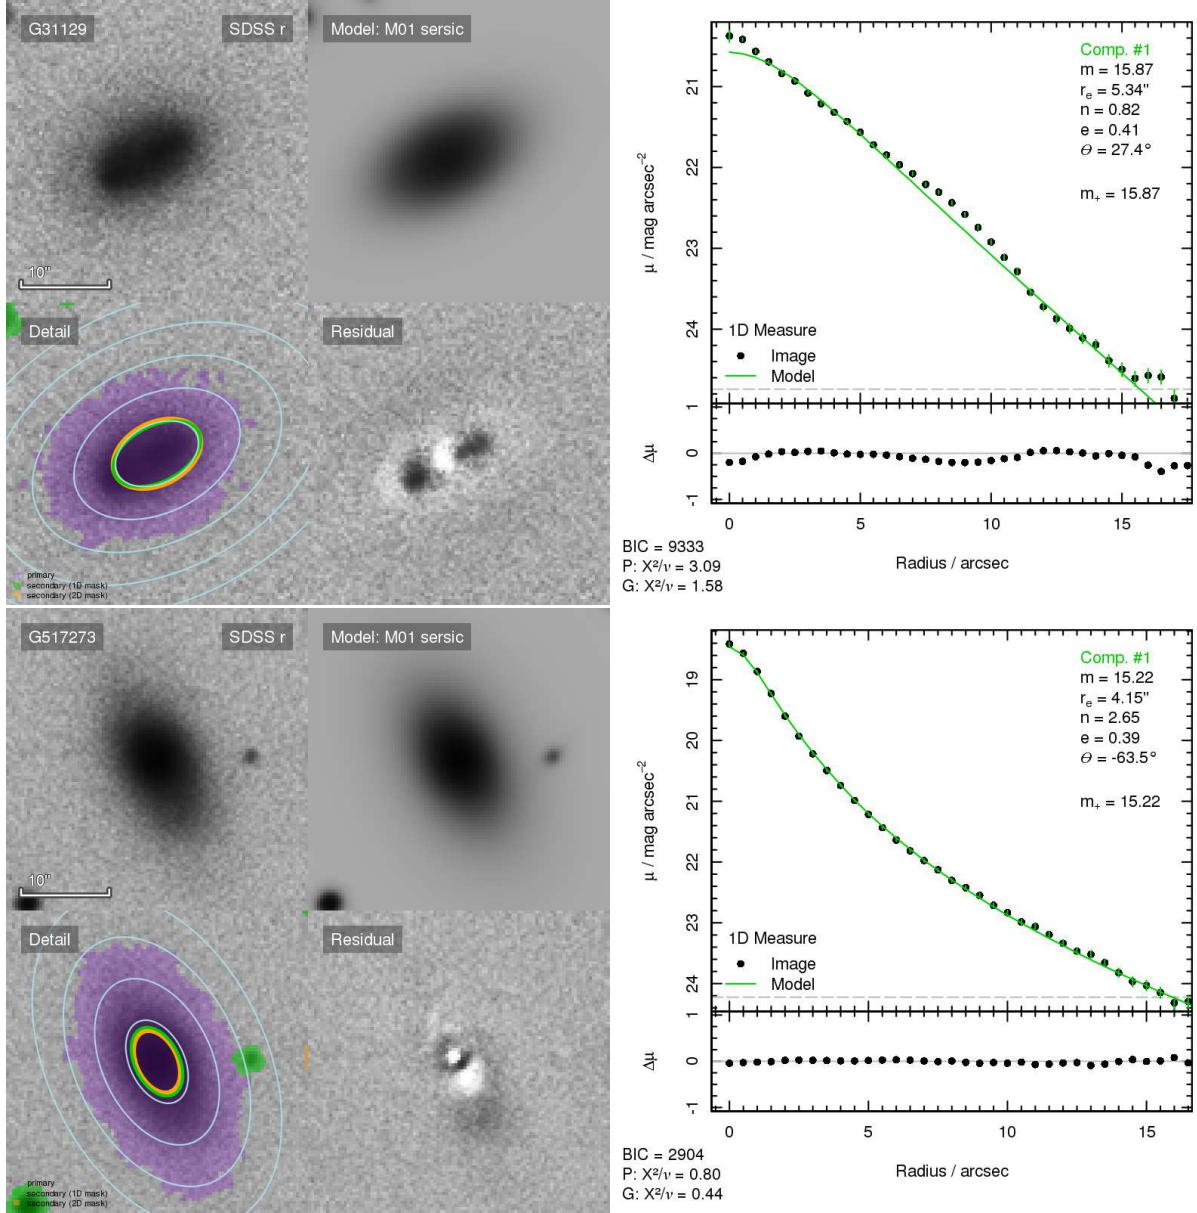 G31129
SDSS r
Model: M01 sersic
10"
Detail
Residual
primary
secondary (1D mask)
secondary (2D mask)
Comp. #1
m = 15.87
rₑ = 5.34"
n = 0.82
e = 0.41
Θ = 27.4°
m₊ = 15.87
μ / mag arcsec⁻²
21
22
23
24
1D Measure
Image
Model
Δμ
1
0
-1
0
5
10
15
Radius / arcsec
BIC = 9333
P: X²/ν = 3.09
G: X²/ν = 1.58
G517273
SDSS r
Model: M01 sersic
10"
Detail
Residual
primary
secondary (1D mask)
secondary (2D mask)
Comp. #1
m = 15.22
rₑ = 4.15"
n = 2.65
e = 0.39
Θ = -63.5°
m₊ = 15.22
μ / mag arcsec⁻²
19
20
21
22
23
24
1D Measure
Image
Model
Δμ
1
0
-1
0
5
10
15
Radius / arcsec
BIC = 2904
P: X²/ν = 0.80
G: X²/ν = 0.44